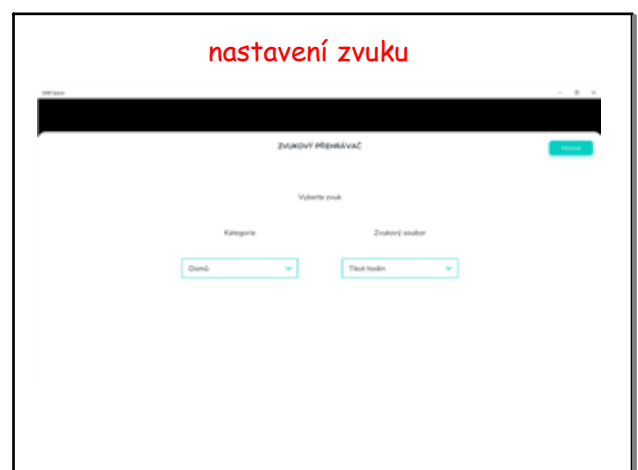 nastavení zvuku
ZVUKOVÝ PŘEHRÁVAČ
Vyberte zvuk
Kategorie
Zvukový soubor
Domů
Tikot hodin